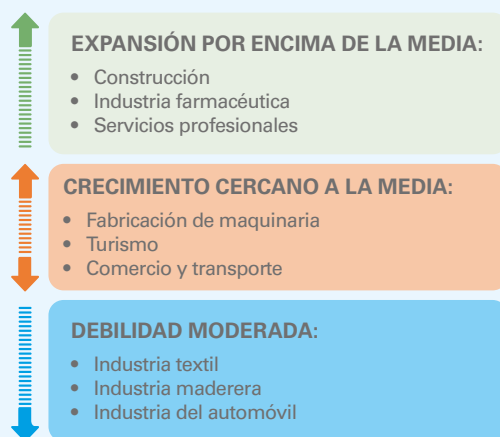 EXPANSIÓN POR ENCIMA DE LA MEDIA:
• Construcción
• Industria farmacéutica
• Servicios profesionales
CRECIMIENTO CERCANO A LA MEDIA:
• Fabricación de maquinaria
• Turismo
• Comercio y transporte
DEBILIDAD MODERADA:
• Industria textil
• Industria maderera
• Industria del automóvil